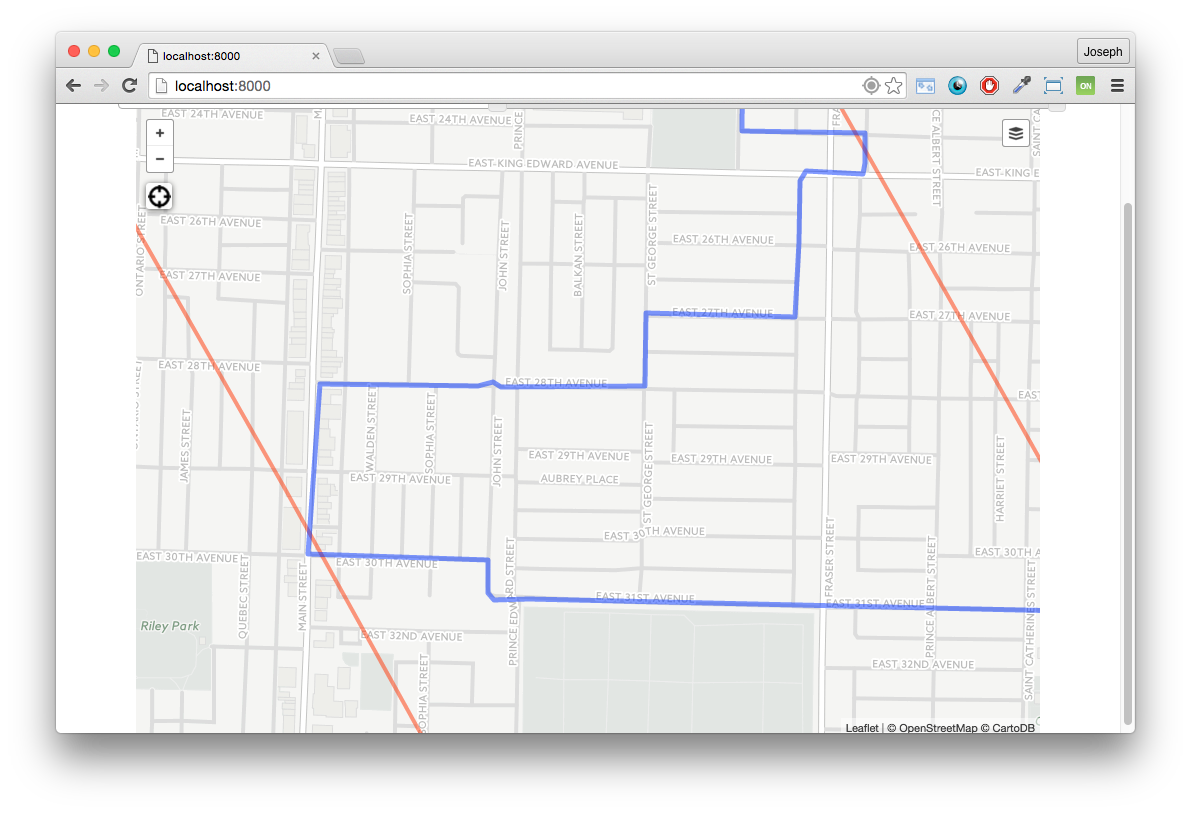 localhost:8000
Joseph
localhost:8000
ON
EAST 24TH AVENUE
EAST 24TH AVENUE
PRINCE
PRINCE ALBERT STREET
+
−
EAST KING EDWARD AVENUE
EAST 26TH AVENUE
ONTARIO STREET
SOPHIA STREET
JOHN STREET
BALKAN STREET
ST GEORGE STREET
EAST 26TH AVENUE
EAST 26TH AVENUE
EAST 27TH AVENUE
EAST 27TH AVENUE
EAST 27TH AVENUE
EAST 28TH AVENUE
EAST 28TH AVENUE
JAMES STREET
WALDEN STREET
SOPHIA STREET
JOHN STREET
ST GEORGE STREET
HARRIET STREET
EAST 29TH AVENUE
EAST 29TH AVENUE
EAST 29TH AVENUE
EAST 29TH AVENUE
AUBREY PLACE
EAST 30TH AVENUE
EAST 30TH AVENUE
EAST 30TH AVENUE
EAST 30TH A
QUEBEC STREET
MAIN STREET
PRINCE EDWARD STREET
FRASER STREET
PRINCE ALBERT STREET
SAINT CATHERINES STREET
EAST 31ST AVENUE
EAST 31ST AVENUE
Riley Park
EAST 32ND AVENUE
EAST 32ND AVENUE
SOPHIA STREET
Leaflet | © OpenStreetMap © CartoDB